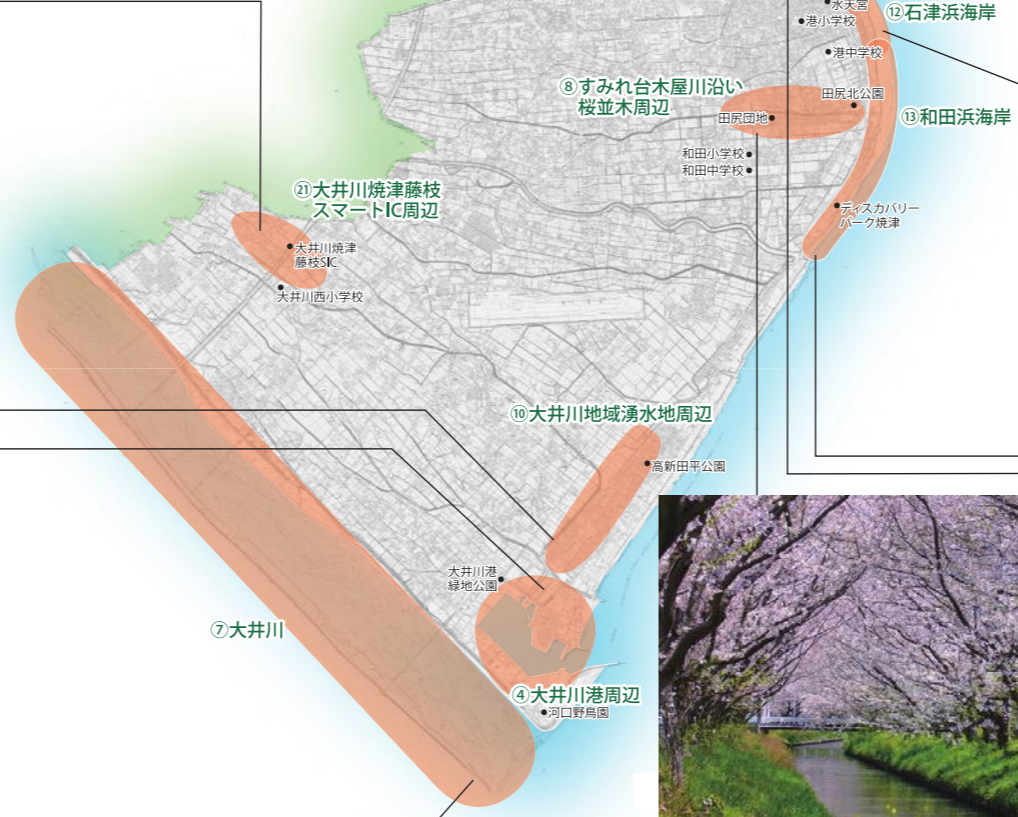 水天宮
⑫石津浜海岸
港小学校
港中学校
⑧すみれ台木屋川沿い
桜並木周辺
田尻北公園
田尻団地
⑬和田浜海岸
和田小学校
和田中学校
㉑大井川焼津藤枝
スマートIC周辺
ディスカバリー
パーク焼津
大井川焼津
藤枝SIC
大井川西小学校
⑩大井川地域湧水地周辺
高新田平公園
大井川港
緑地公園
⑦大井川
④大井川港周辺
河口野鳥園